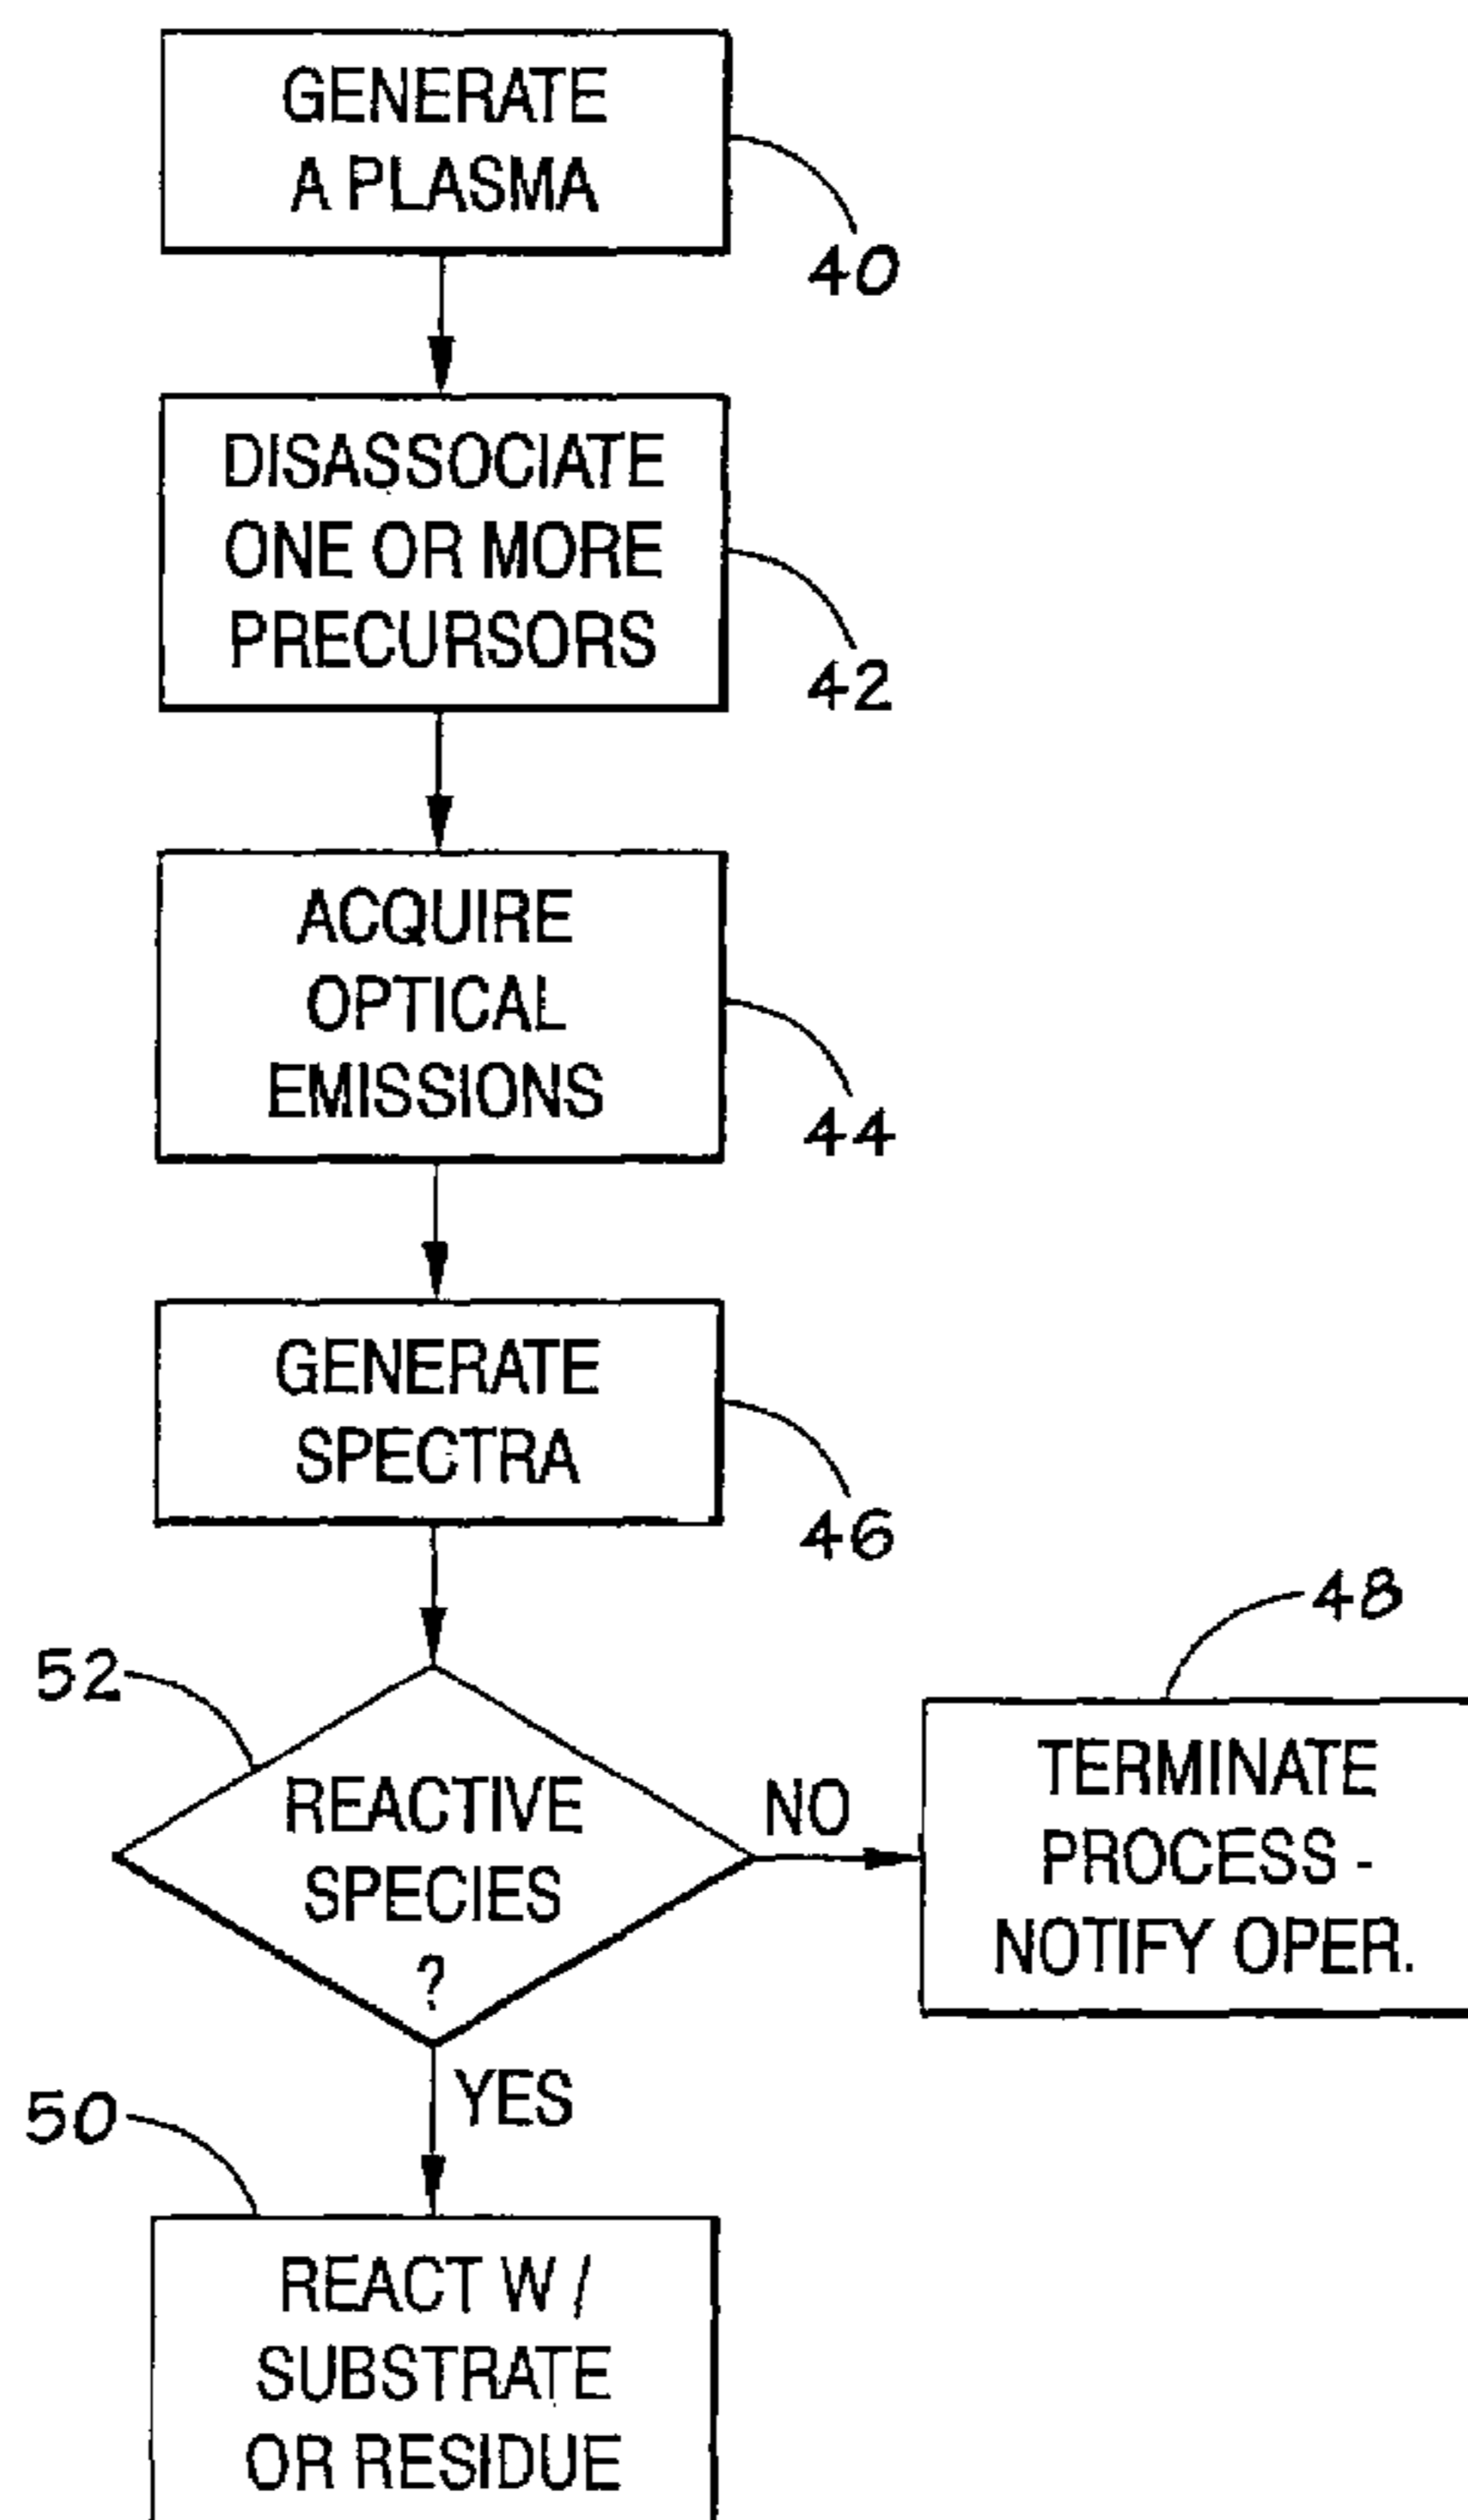 GENERATE
A PLASMA
40
DISASSOCIATE
ONE OR MORE
PRECURSORS
42
ACQUIRE
OPTICAL
EMISSIONS
44
GENERATE
SPECTRA
46
48
52
REACTIVE
SPECIES
?
NO
TERMINATE
PROCESS -
NOTIFY OPER.
YES
50
REACT W/
SUBSTRATE
OR RESIDUE